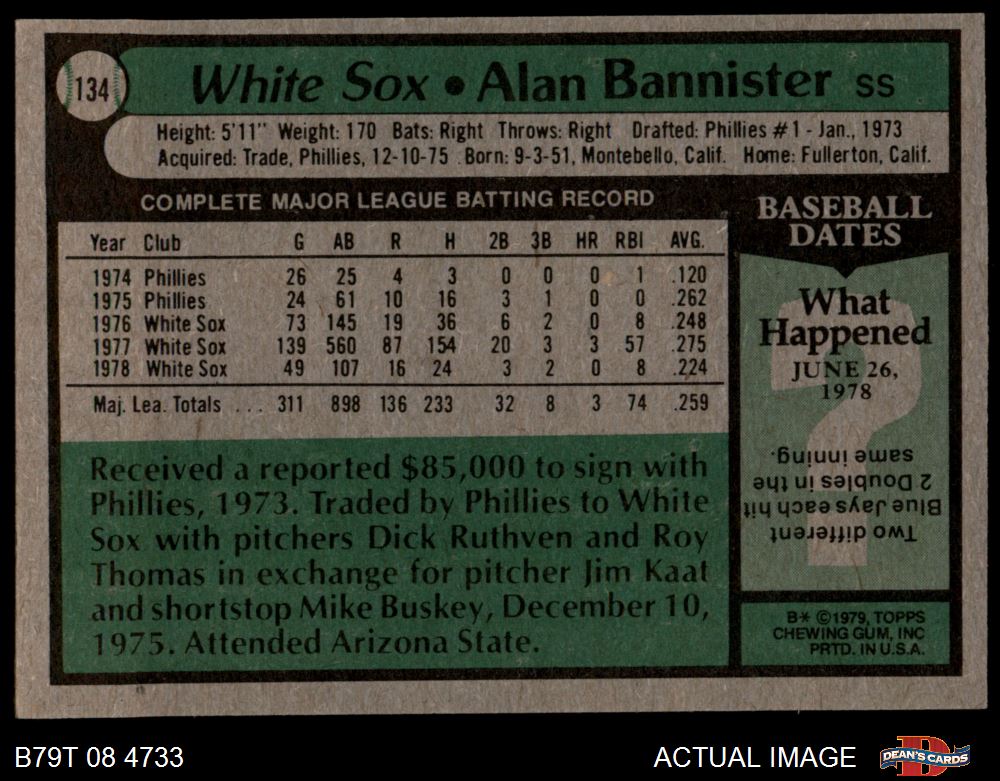 134
White Sox • Alan Bannister SS
Height: 5'11" Weight: 170 Bats: Right Throws: Right Drafted: Phillies #1 - Jan., 1973
Acquired: Trade, Phillies, 12-10-75 Born: 9-3-51, Montebello, Calif. Home: Fullerton, Calif.
COMPLETE MAJOR LEAGUE BATTING RECORD
Year Club G AB R H 2B 3B HR RBI AVG.
1974 Phillies 26 25 4 3 0 0 0 1 .120
1975 Phillies 24 61 10 16 3 1 0 0 .262
1976 White Sox 73 145 19 36 6 2 0 8 .248
1977 White Sox 139 560 87 154 20 3 3 57 .275
1978 White Sox 49 107 16 24 3 2 0 8 .224
Maj. Lea. Totals ... 311 898 136 233 32 8 3 74 .259
Received a reported $85,000 to sign with
Phillies, 1973. Traded by Phillies to White
Sox with pitchers Dick Ruthven and Roy
Thomas in exchange for pitcher Jim Kaat
and shortstop Mike Buskey, December 10,
1975. Attended Arizona State.
BASEBALL
DATES
What
Happened
JUNE 26,
1978
?
Two different
Blue Jays each hit
2 Doubles in the
same inning.
B* ©1979, TOPPS
CHEWING GUM, INC
PRTD. IN U.S.A.
B79T 08 4733
ACTUAL IMAGE
D
DEAN'S CARDS